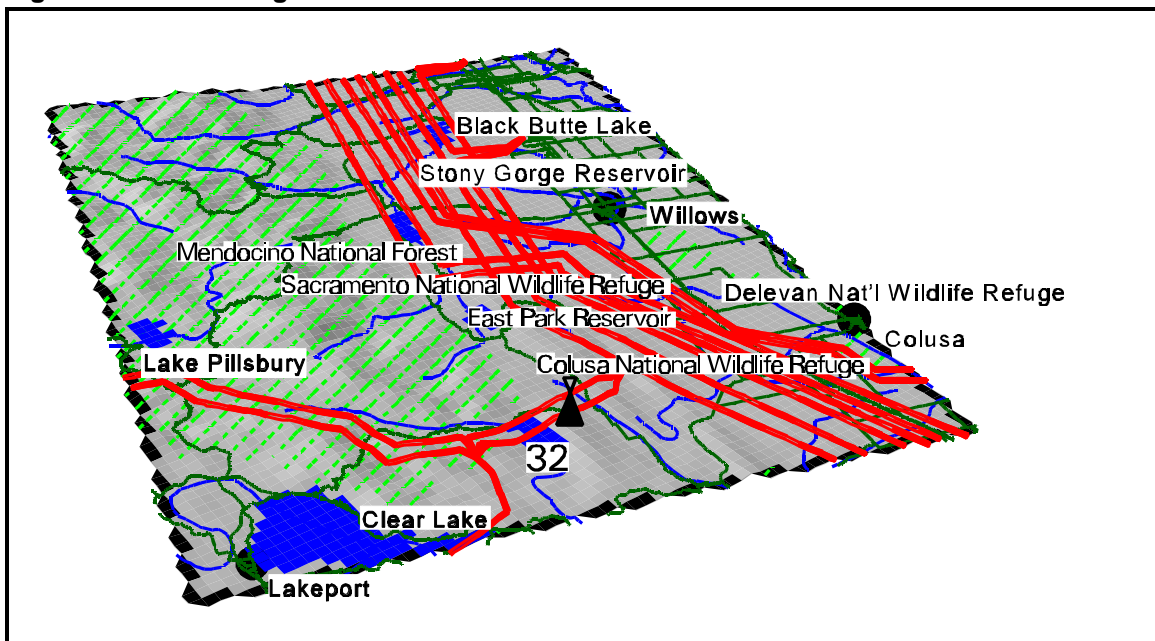 Black Butte Lake
Stony Gorge Reservoir
Willows
Mendocino National Forest
Sacramento National Wildlife Refuge
Delevan Nat'l Wildlife Refuge
East Park Reservoir
Colusa
Lake Pillsbury
Colusa National Wildlife Refuge
32
Clear Lake
Lakeport